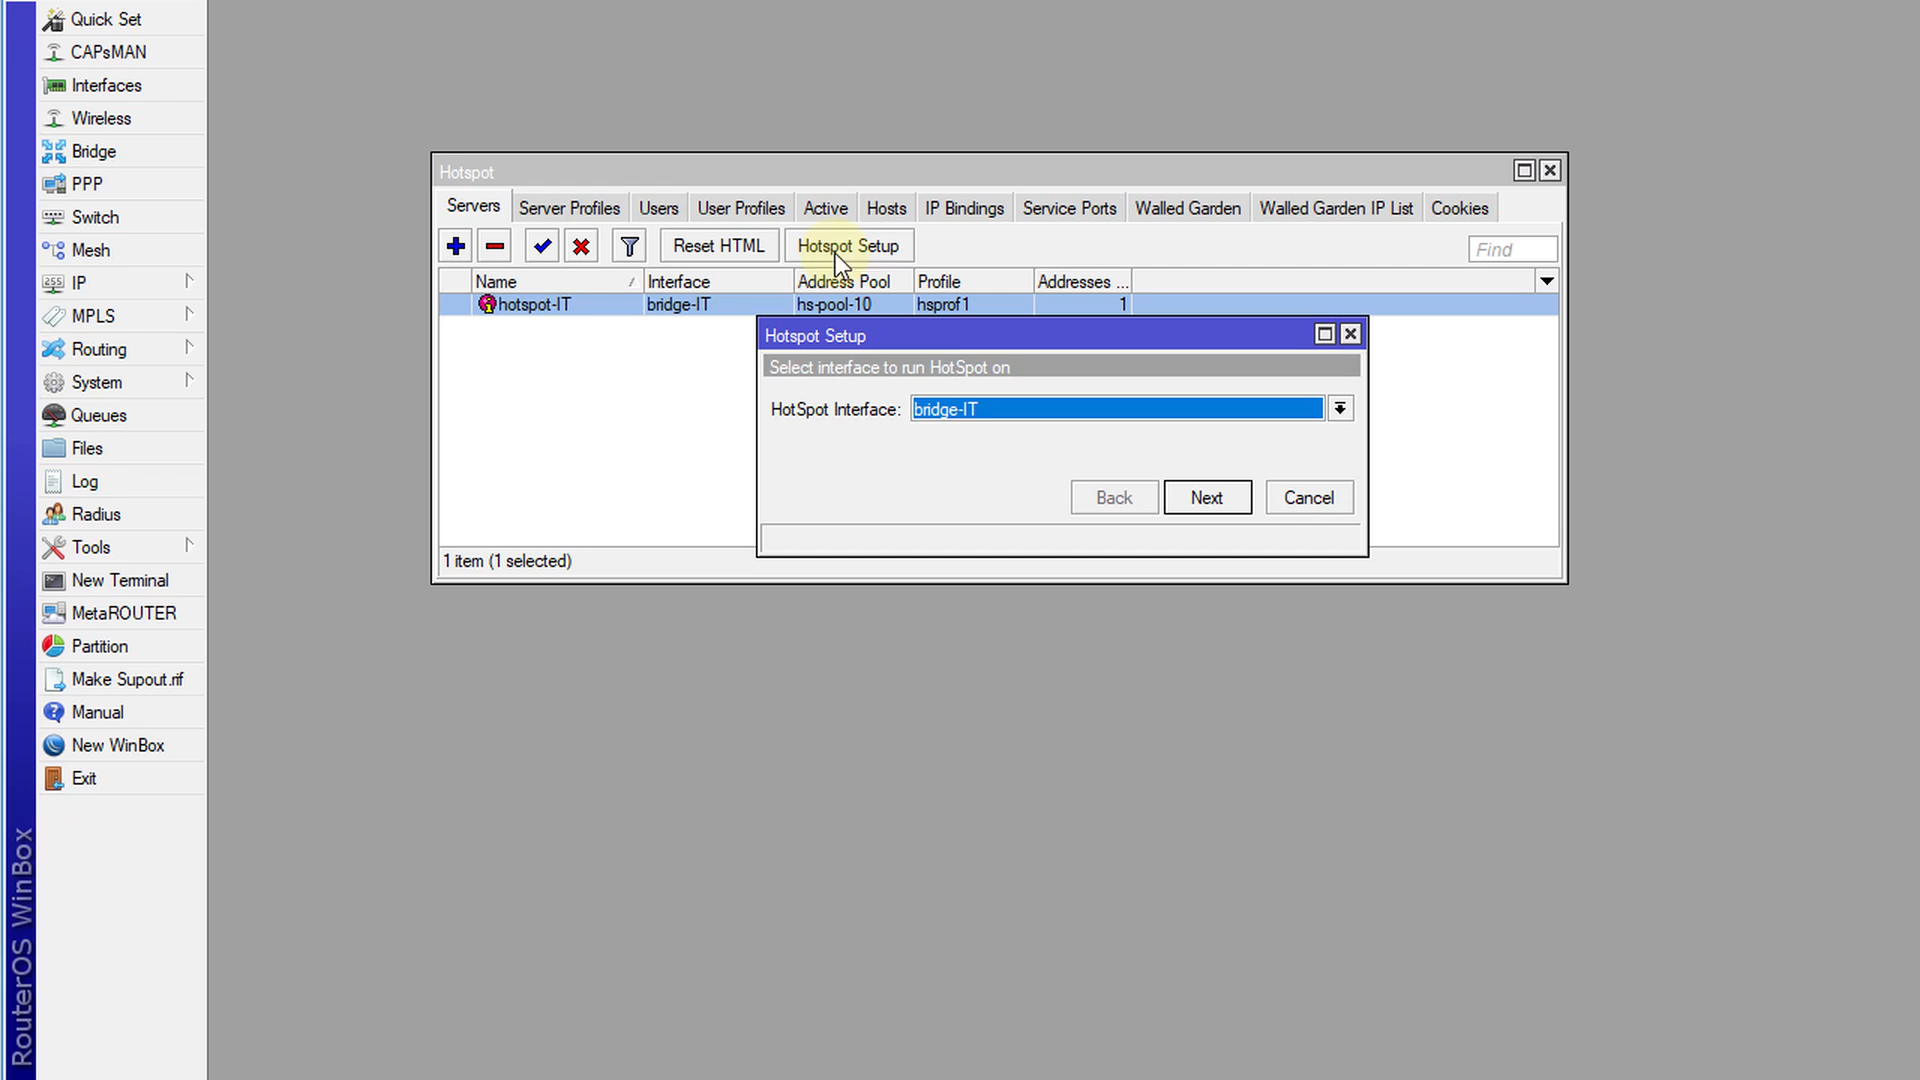 Quick Set
CAPsMAN
Interfaces
Wireless
Bridge
PPP
Switch
Mesh
IP
MPLS
Routing
System
Queues
Files
Log
Radius
Tools
New Terminal
MetaROUTER
Partition
Make Supout.rif
Manual
New WinBox
Exit
RouterOS WinBox
Hotspot
Servers Server Profiles Users User Profiles Active Hosts IP Bindings Service Ports Walled Garden Walled Garden IP List Cookies
Reset HTML Hotspot Setup Find
Name Interface Address Pool Profile Addresses ...
hotspot-IT bridge-IT hs-pool-10 hsprof1 1
Hotspot Setup
Select interface to run HotSpot on
HotSpot Interface: bridge-IT
Back Next Cancel
1 item (1 selected)